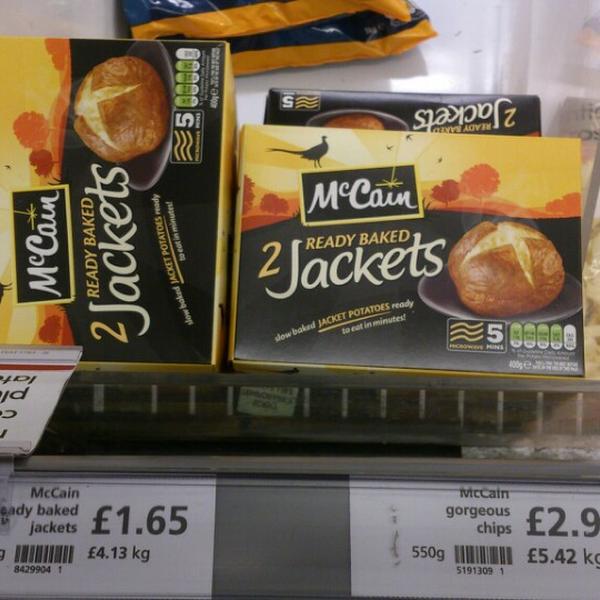 McCain
2 READY BAKED
Jackets
slow baked JACKET POTATOES ready
to eat in minutes!
5
MINS
400g
2 READY BAKED
Jackets
5
McCain
2 READY BAKED
Jackets
slow baked JACKET POTATOES ready
to eat in minutes!
MICROWAVE
5
MINS
400g
McCain
ady baked
jackets
£1.65
g
£4.13 kg
8429904 1
McCain
gorgeous
chips
£2.9
550g
£5.42 kg
5191309 1